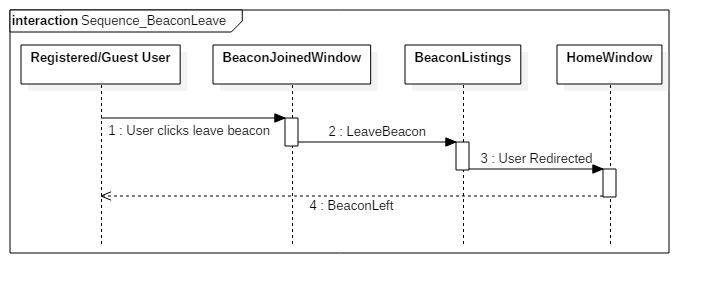 interaction Sequence_BeaconLeave
Registered/Guest User
BeaconJoinedWindow
BeaconListings
HomeWindow
1 : User clicks leave beacon
2 : LeaveBeacon
3 : User Redirected
4 : BeaconLeft